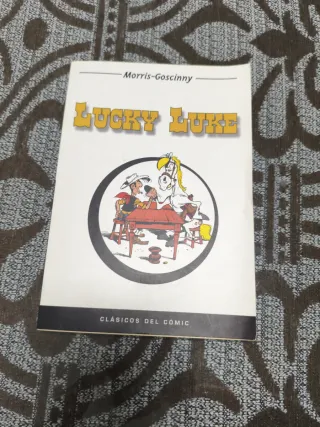 Morris-Goscinny
LUCKY LUKE
CLÁSICOS DEL CÓMIC